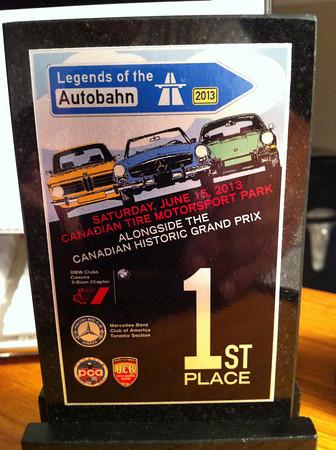 Legends of the
Autobahn
2013
SATURDAY, JUNE 15, 2013
CANADIAN TIRE MOTORSPORT PARK
ALONGSIDE THE
CANADIAN HISTORIC GRAND PRIX
BMW Clubs
Canada
Trillium Chapter
Mercedes-Benz
Club of America
Toronto Section
pca
UCR
1ST
PLACE